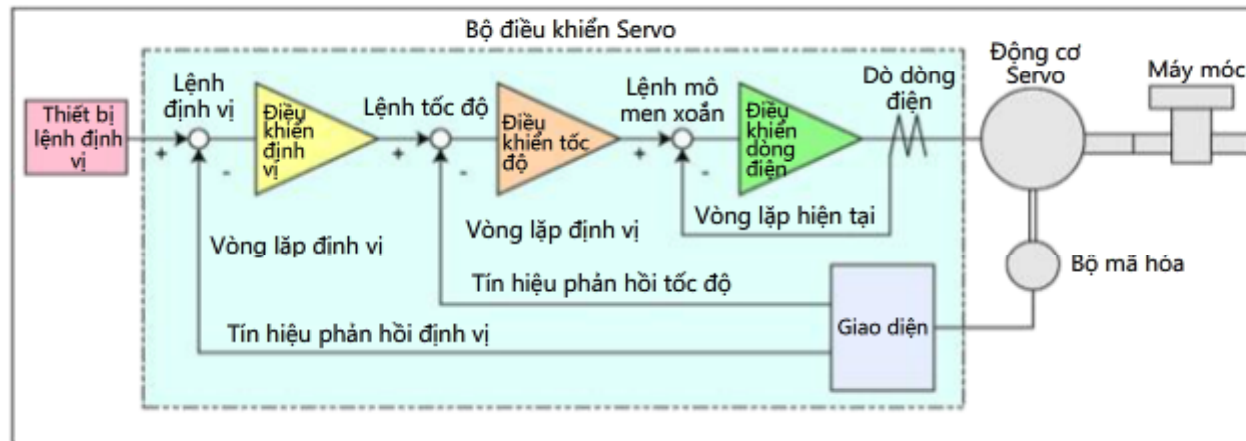 Bộ điều khiển Servo
Động cơ
Servo
Máy móc
Dò dòng
điện
Lệnh
định vị
Lệnh tốc độ
Lệnh mô
men xoắn
Thiết bị
lệnh định
vị
Điều
khiển
định
vị
Điều
khiển tốc
độ
Điều
khiển
dòng
điện
+
-
+
-
+
-
Vòng lặp hiện tại
Vòng lặp định vị
Vòng lặp định vị
Bộ mã hóa
Tín hiệu phản hồi tốc độ
Giao diện
Tín hiệu phản hồi định vị